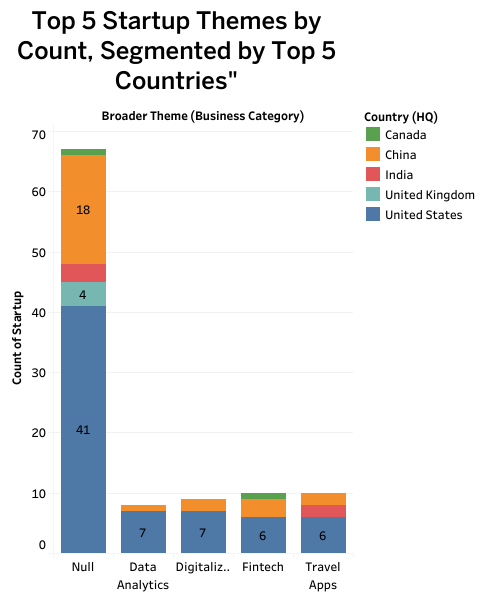 Top 5 Startup Themes by
Count, Segmented by Top 5
Countries"
Broader Theme (Business Category)
Country (HQ)
Canada
China
India
United Kingdom
United States
Count of Startup
70
60
50
40
30
20
10
0
18
4
41
7
7
6
6
Null
Data
Analytics
Digitaliz..
Fintech
Travel
Apps